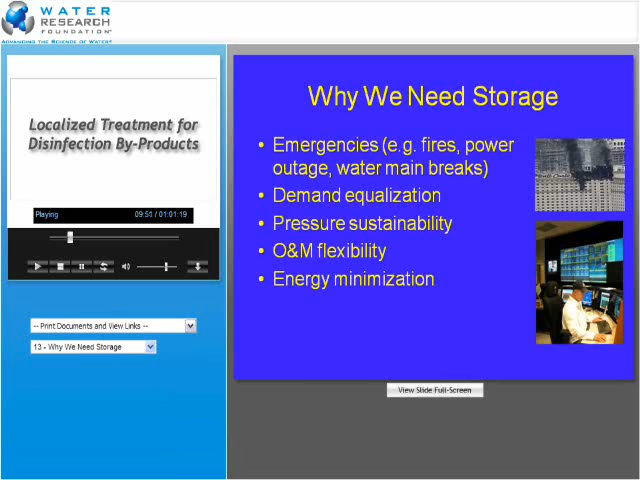 WATER
RESEARCH
FOUNDATION
ADVANCING THE SCIENCE OF WATER
Localized Treatment for
Disinfection By-Products
Playing 09:51 / 01:01:19
-- Print Documents and View Links --
13 - Why We Need Storage
Why We Need Storage
• Emergencies (e.g. fires, power
outage, water main breaks)
• Demand equalization
• Pressure sustainability
• O&M flexibility
• Energy minimization
View Slide Full-Screen